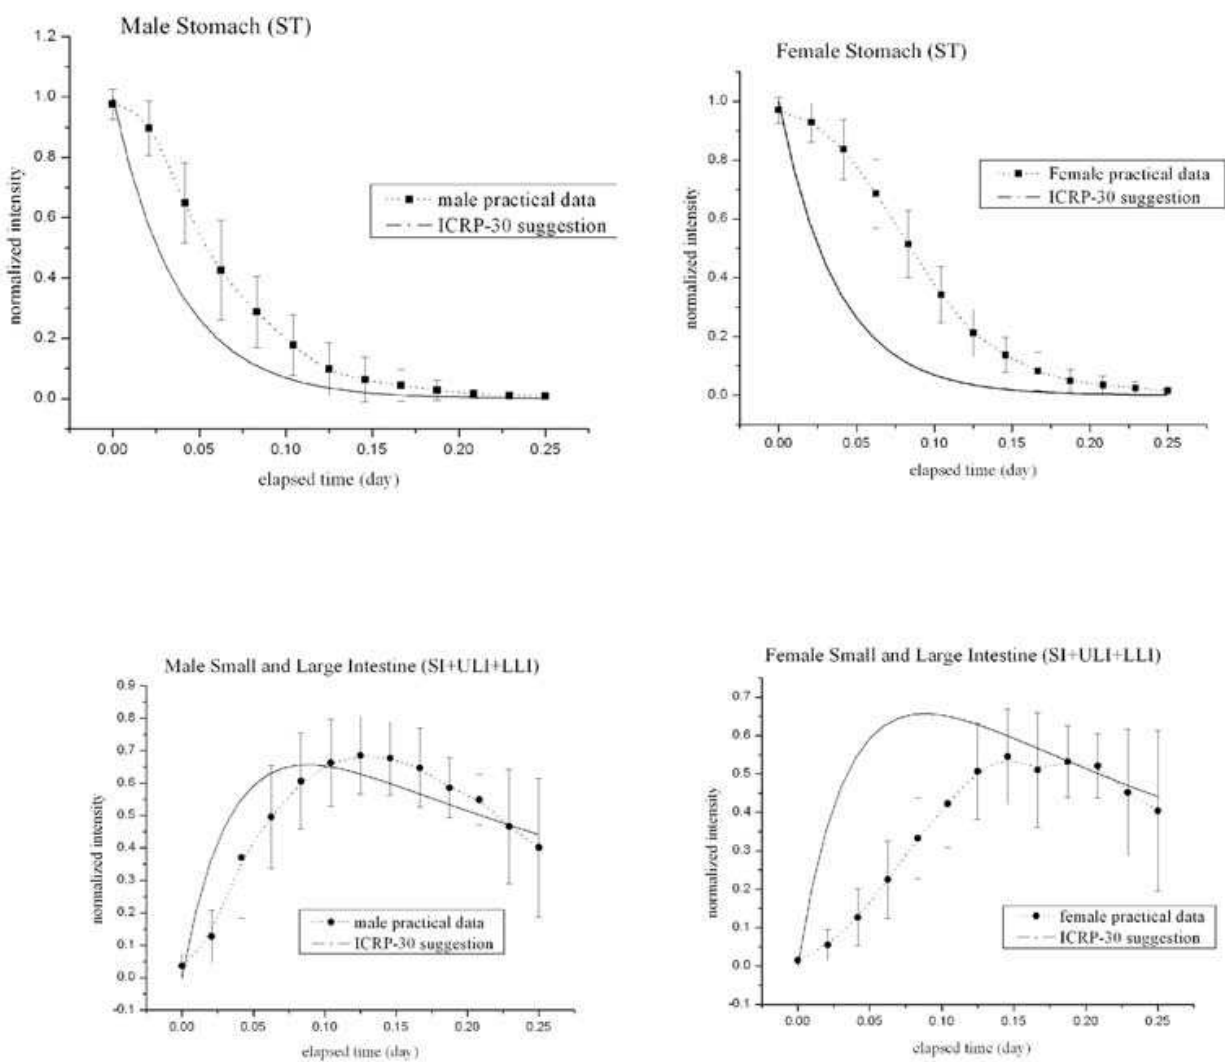 Male Stomach (ST)
1.2
1.0
0.8
0.6
0.4
0.2
0.0
normalized intensity
male practical data
ICRP-30 suggestion
0.00 0.05 0.10 0.15 0.20 0.25
elapsed time (day)
Female Stomach (ST)
1.0
0.8
0.6
0.4
0.2
0.0
normalized intensity
Female practical data
ICRP-30 suggestion
0.00 0.05 0.10 0.15 0.20 0.25
elapsed time (day)
Male Small and Large Intestine (SI+ULI+LLI)
0.9
0.8
0.7
0.6
0.5
0.4
0.3
0.2
0.1
0.0
-0.1
normalized intensity
male practical data
ICRP-30 suggestion
0.00 0.05 0.10 0.15 0.20 0.25
elapsed time (day)
Female Small and Large Intestine (SI+ULI+LLI)
0.7
0.6
0.5
0.4
0.3
0.2
0.1
0.0
-0.1
normalized intensity
female practical data
ICRP-30 suggestion
0.00 0.05 0.10 0.15 0.20 0.25
elapsed time (day)